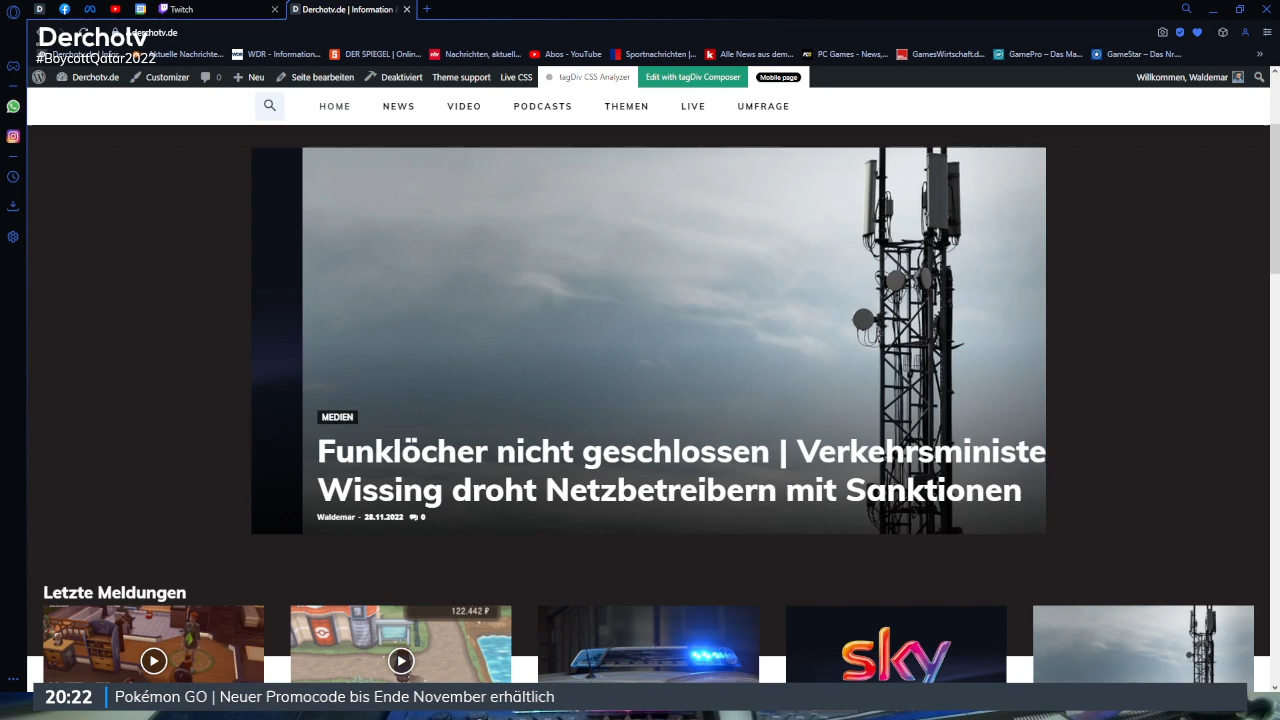 Twitch
Derchotv.de | Information
Dercholv
derchotv.de
#BoycottQatar2022
WDR - Information...
DER SPIEGEL | Onlin...
Nachrichten, aktuell...
Abos - YouTube
Sportnachrichten |...
Alle News aus dem...
PC Games - News,...
GamesWirtschaft.d...
GamePro – Das Ma...
GameStar – Das Nr...
Dercholv.de
Customizer
0
Neu
Seite bearbeiten
Deaktiviert
Theme support
Live CSS
tagDiv CSS Analyzer
Edit with tagDiv Composer
Mobile page
Willkommen, Waldemar
HOME
NEWS
VIDEO
PODCASTS
THEMEN
LIVE
UMFRAGE
MEDIEN
Funklöcher nicht geschlossen | Verkehrsministe
Wissing droht Netzbetreibern mit Sanktionen
Waldemar - 28.11.2022 0
Letzte Meldungen
122.442 ₽
sky
20:22 Pokémon GO | Neuer Promocode bis Ende November erhältlich